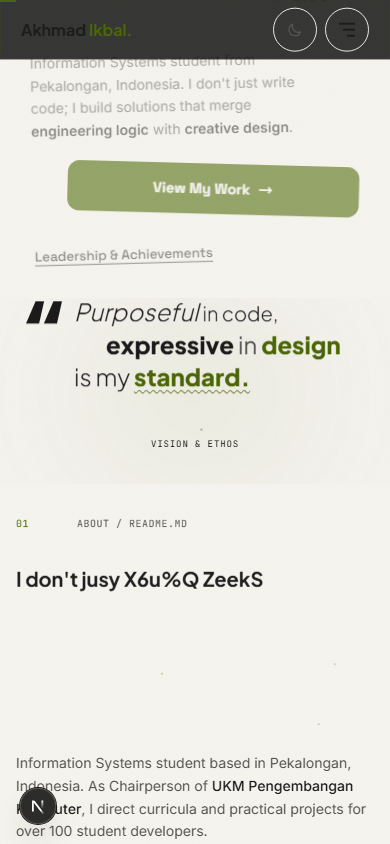 Akhmad Ikbal.
Information Systems student from
Pekalongan, Indonesia. I don't just write
code; I build solutions that merge
engineering logic with creative design.
View My Work →
Leadership & Achievements
" Purposeful in code,
expressive in design
is my standard.
VISION & ETHOS
01 ABOUT / README.MD
I don't jusy X6u%Q ZeekS
Information Systems student based in Pekalongan,
Indonesia. As Chairperson of UKM Pengembangan
, I direct curricula and practical projects for
over 100 student developers.
N